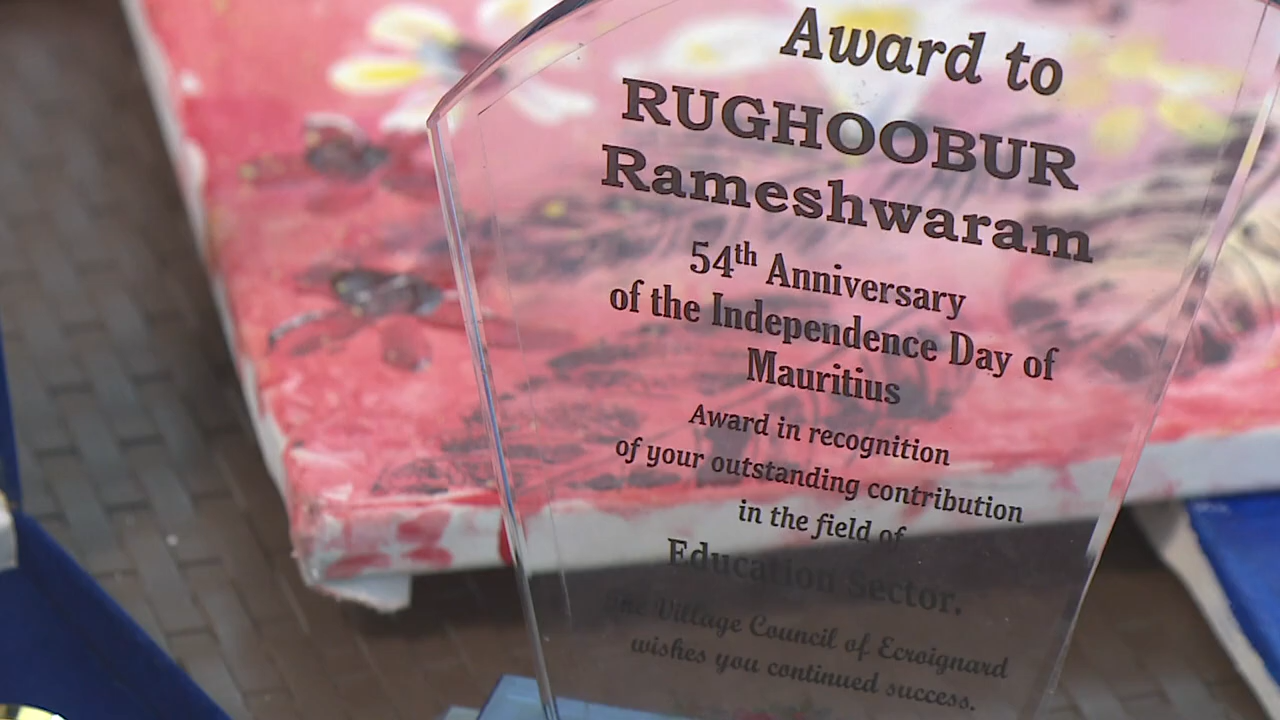 Award to
RUGHOOBUR
Rameshwaram
54th Anniversary
of the Independence Day of
Mauritius
Award in recognition
of your outstanding contribution
in the field of
Education Sector.
The Village Council of Ecroignard
wishes you continued success.